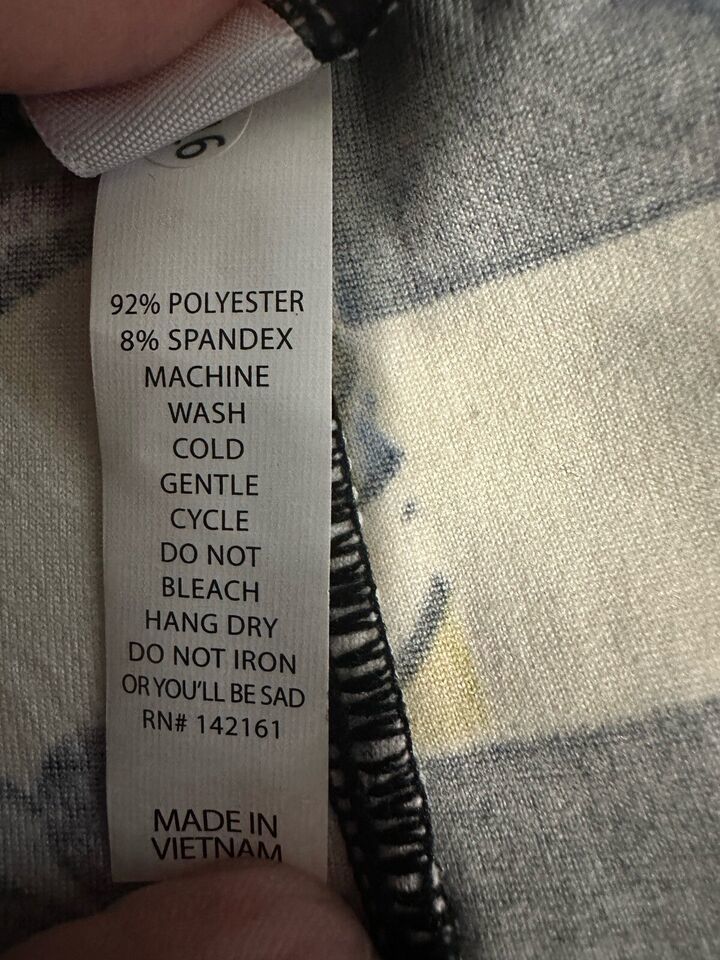 92% POLYESTER
8% SPANDEX
MACHINE
WASH
COLD
GENTLE
CYCLE
DO NOT
BLEACH
HANG DRY
DO NOT IRON
OR YOU'LL BE SAD
RN# 142161
MADE IN
VIETNAM